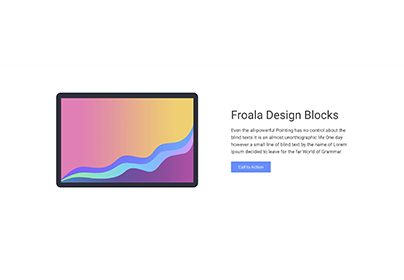 Froala Design Blocks
Even the all-powerful Pointing has no control about the
blind texts it is an almost unorthographic life One day
however a small line of blind text by the name of Lorem
Ipsum decided to leave for the far World of Grammar.
Call to Action